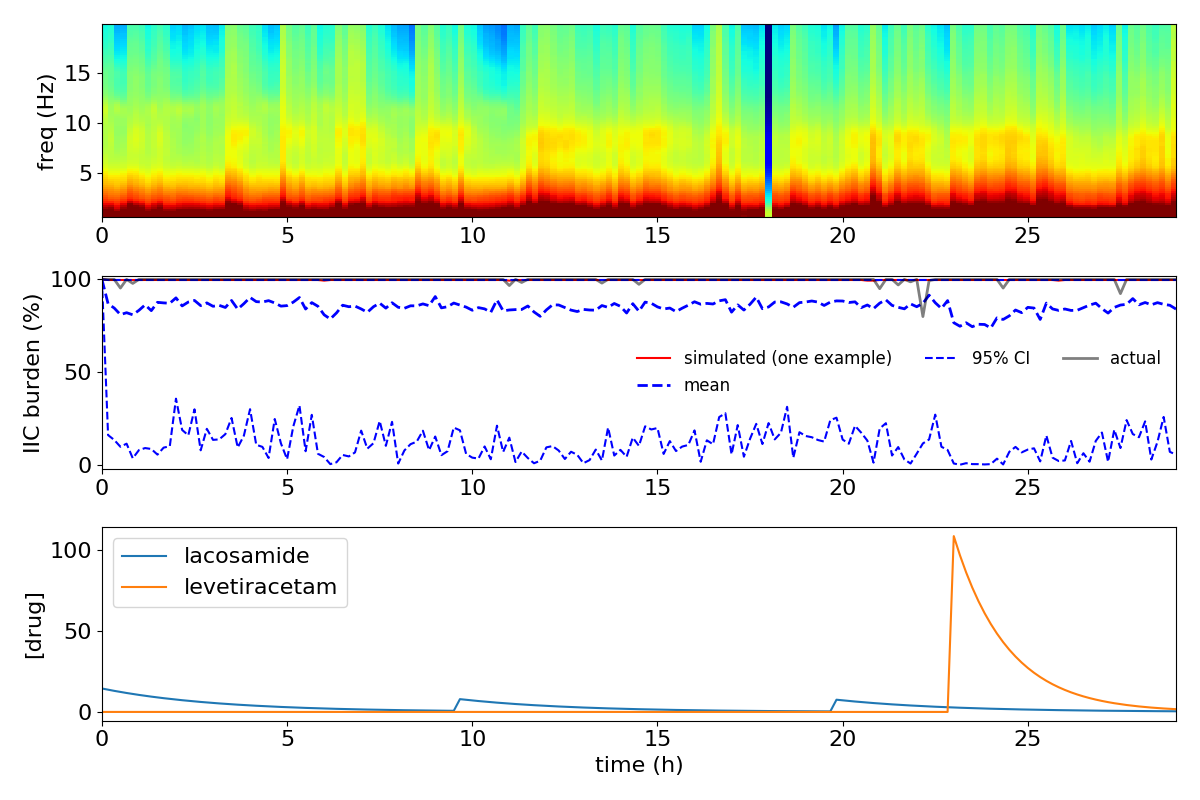 freq (Hz)
15
10
5
0 5 10 15 20 25
IIC burden (%)
100
50
0
simulated (one example) 95% CI actual
mean
0 5 10 15 20 25
[drug]
100
50
0
lacosamide
levetiracetam
0 5 10 15 20 25
time (h)